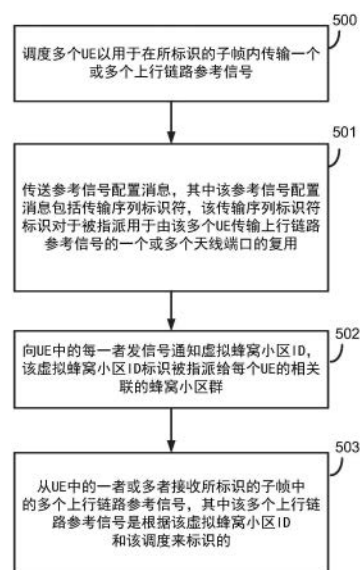 500
调度多个UE以用于在所标识的子帧内传输一个
或多个上行链路参考信号
501
传送参考信号配置消息，其中该参考信号配置
消息包括传输序列标识符，该传输序列标识符
标识对于被指派用于由该多个UE传输上行链路
参考信号的一个或多个天线端口的复用
502
向UE中的每一者发信号通知虚拟蜂窝小区ID，
该虚拟蜂窝小区ID标识被指派给每个UE的相关
联的蜂窝小区群
503
从UE中的一者或多者接收所标识的子帧中
的多个上行链路参考信号，其中该多个上行链
路参考信号是根据该虚拟蜂窝小区ID
和该调度来标识的